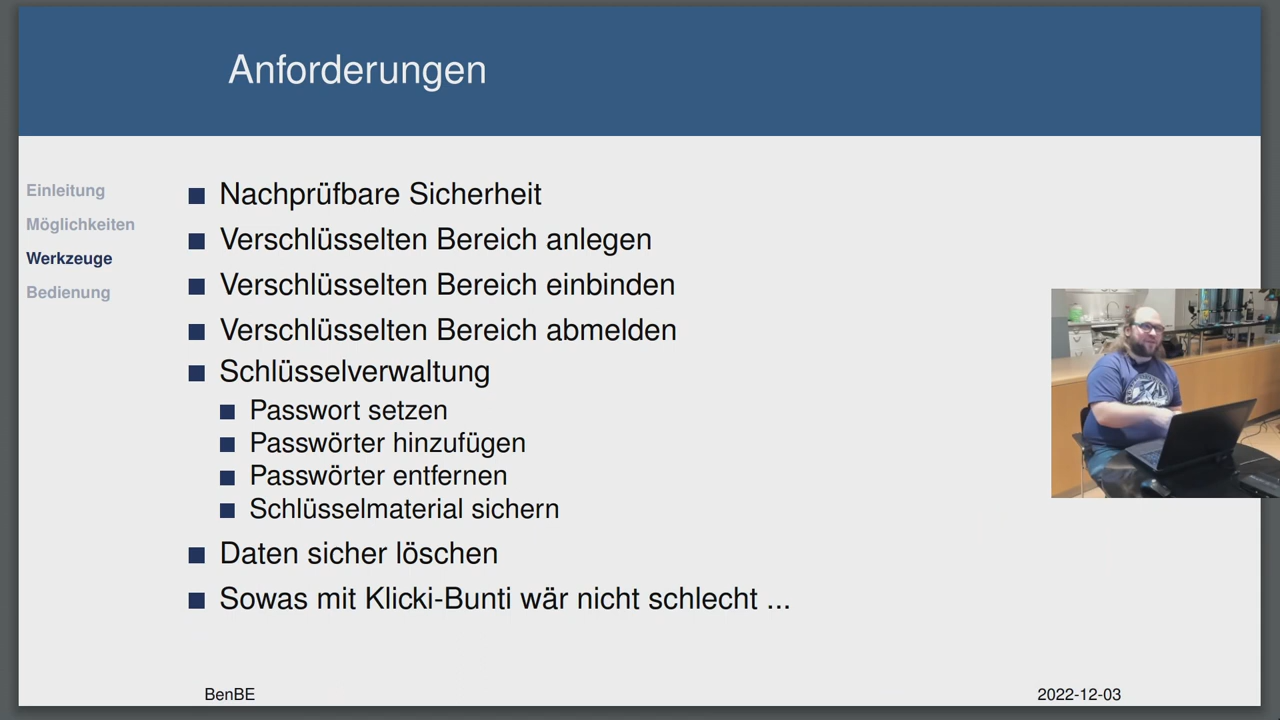 Anforderungen
Einleitung
Möglichkeiten
Werkzeuge
Bedienung
Nachprüfbare Sicherheit
Verschlüsselten Bereich anlegen
Verschlüsselten Bereich einbinden
Verschlüsselten Bereich abmelden
Schlüsselverwaltung
Passwort setzen
Passwörter hinzufügen
Passwörter entfernen
Schlüsselmaterial sichern
Daten sicher löschen
Sowas mit Klicki-Bunti wär nicht schlecht ...
BenBE
2022-12-03